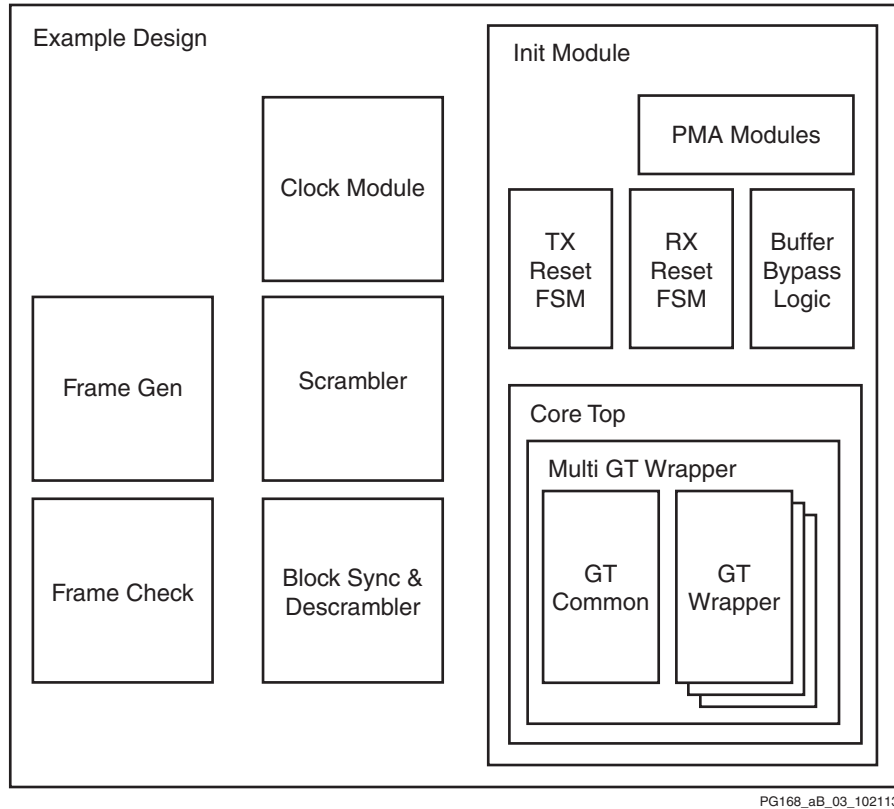 Example Design
Init Module
PMA Modules
Clock Module
TX
Reset
FSM
RX
Reset
FSM
Buffer
Bypass
Logic
Frame Gen
Scrambler
Core Top
Multi GT Wrapper
Frame Check
Block Sync &
Descrambler
GT
Common
GT
Wrapper
PG168_aB_03_102113